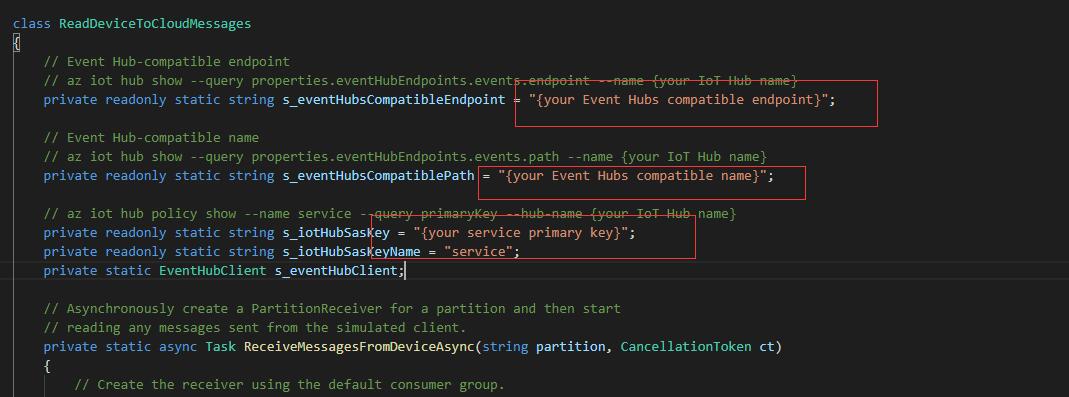 class ReadDeviceToCloudMessages
{
// Event Hub-compatible endpoint
// az iot hub show --query properties.eventHubEndpoints.events.endpoint --name {your IoT Hub name}
private readonly static string s_eventHubsCompatibleEndpoint = "{your Event Hubs compatible endpoint}";
// Event Hub-compatible name
// az iot hub show --query properties.eventHubEndpoints.events.path --name {your IoT Hub name}
private readonly static string s_eventHubsCompatiblePath = "{your Event Hubs compatible name}";
// az iot hub policy show --name service --query primaryKey --hub-name {your IoT Hub name}
private readonly static string s_iotHubSasKey = "{your service primary key}";
private readonly static string s_iotHubSasKeyName = "service";
private static EventHubClient s_eventHubClient;
// Asynchronously create a PartitionReceiver for a partition and then start
// reading any messages sent from the simulated client.
private static async Task ReceiveMessagesFromDeviceAsync(string partition, CancellationToken ct)
{
// Create the receiver using the default consumer group.